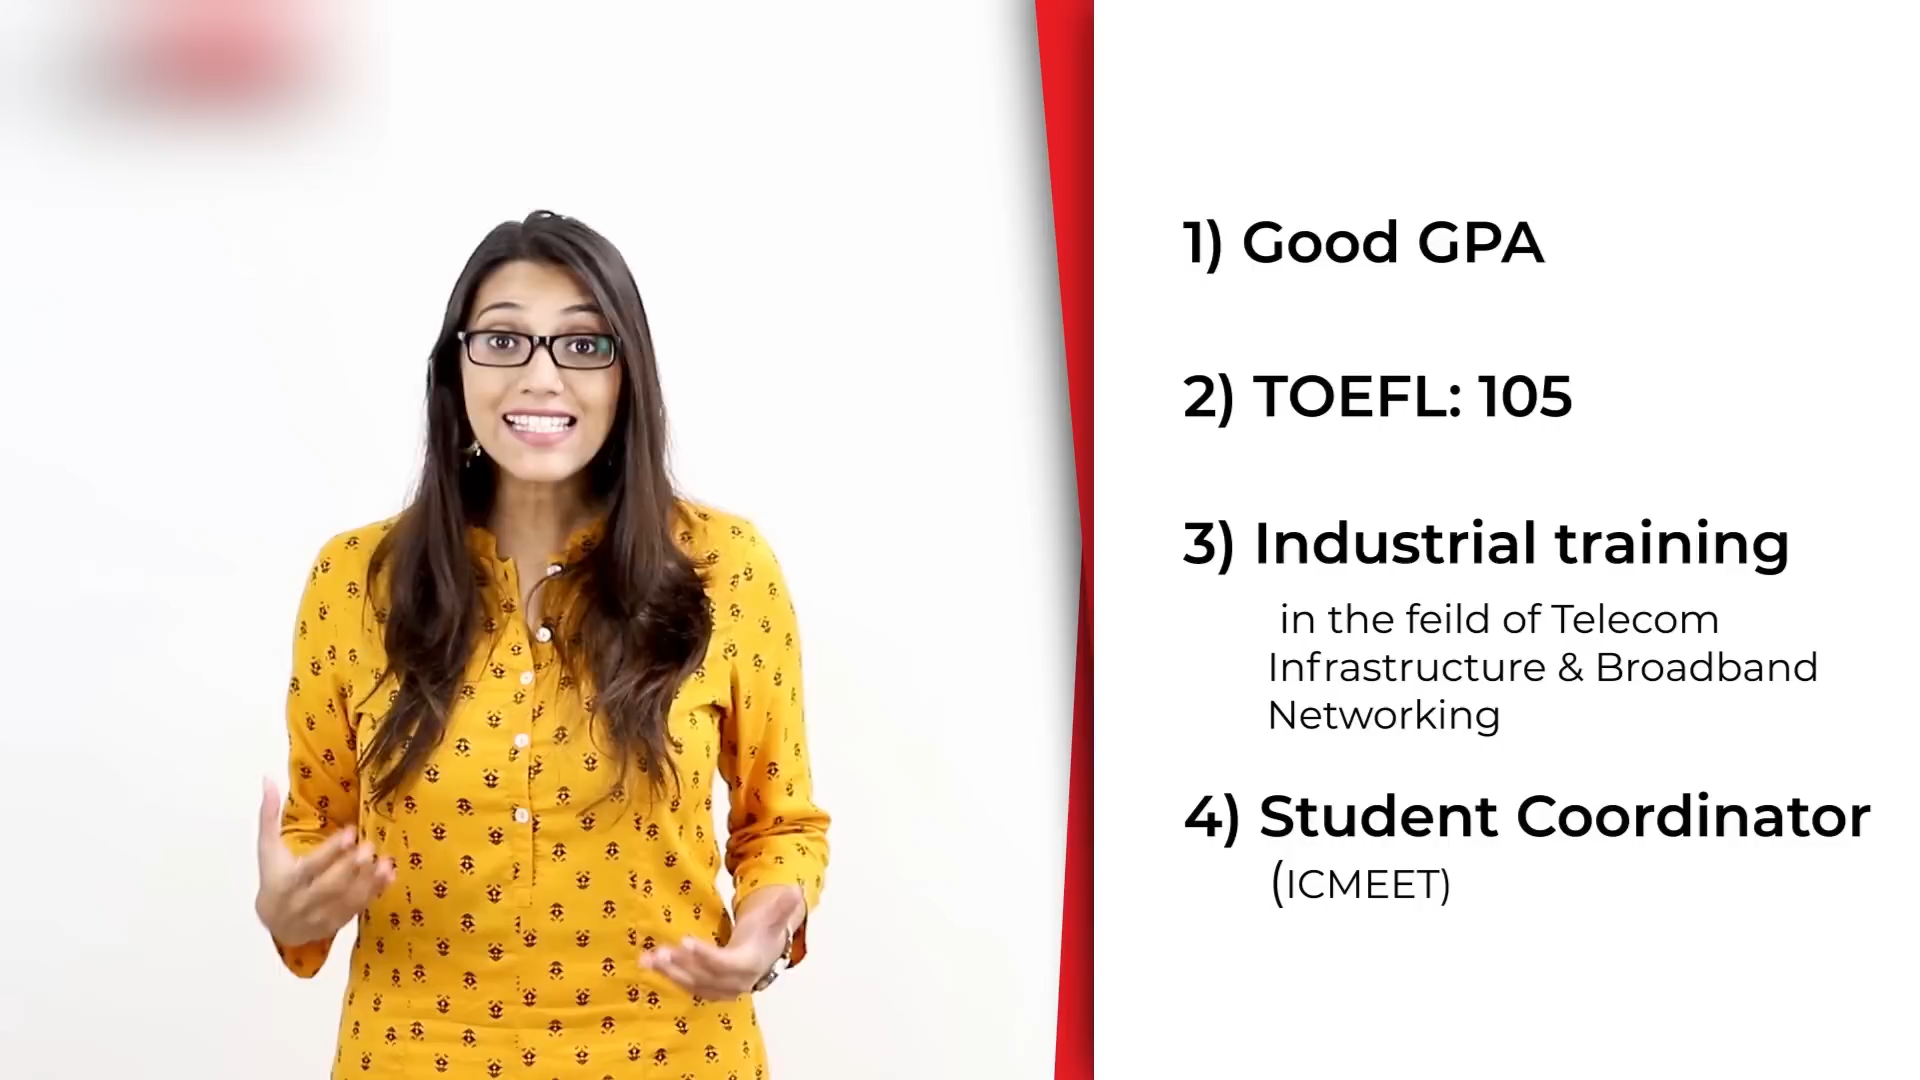 1) Good GPA
2) TOEFL: 105
3) Industrial training
in the feild of Telecom
Infrastructure & Broadband
Networking
4) Student Coordinator
(ICMEET)